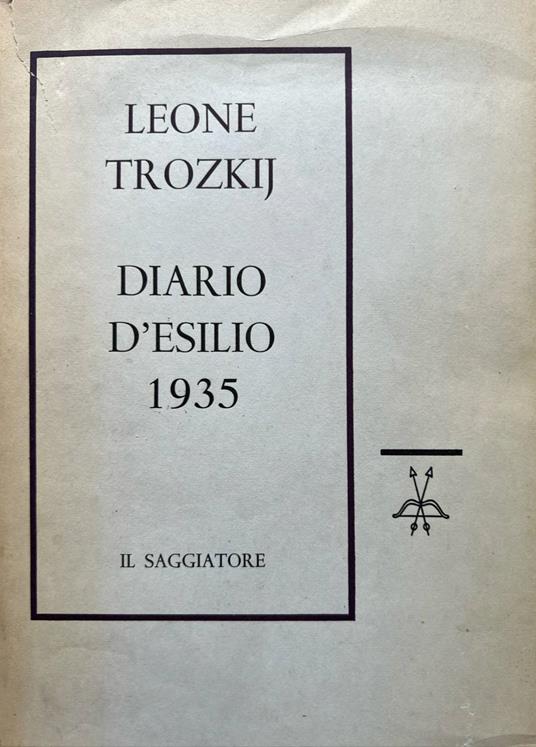 LEONE
TROZKIJ
DIARIO
D'ESILIO
1935
IL SAGGIATORE